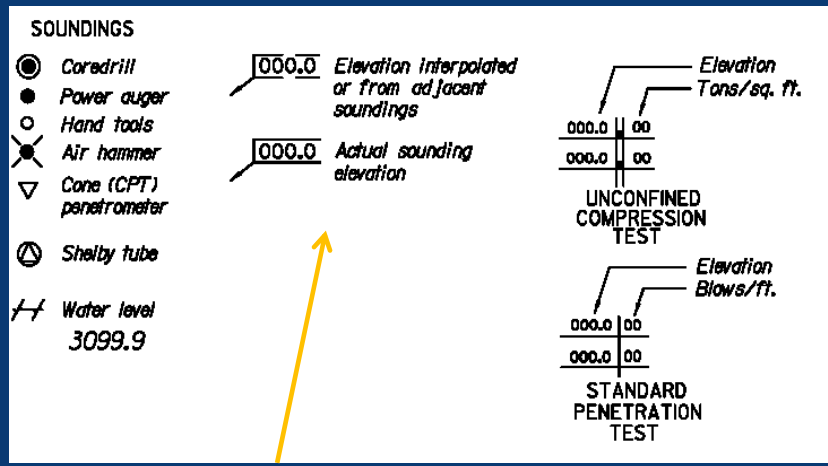 SOUNDINGS
Coredrill
Power auger
Hand tools
Air hammer
Cone (CPT)
penetrometer
Shelby tube
Water level
3099.9
000.0 Elevation interpolated
or from adjacent
soundings
000.0 Actual sounding
elevation
Elevation
Tons/sq. ft.
000.0 00
000.0 00
UNCONFINED
COMPRESSION
TEST
Elevation
Blows/ft.
000.0 00
000.0 00
STANDARD
PENETRATION
TEST